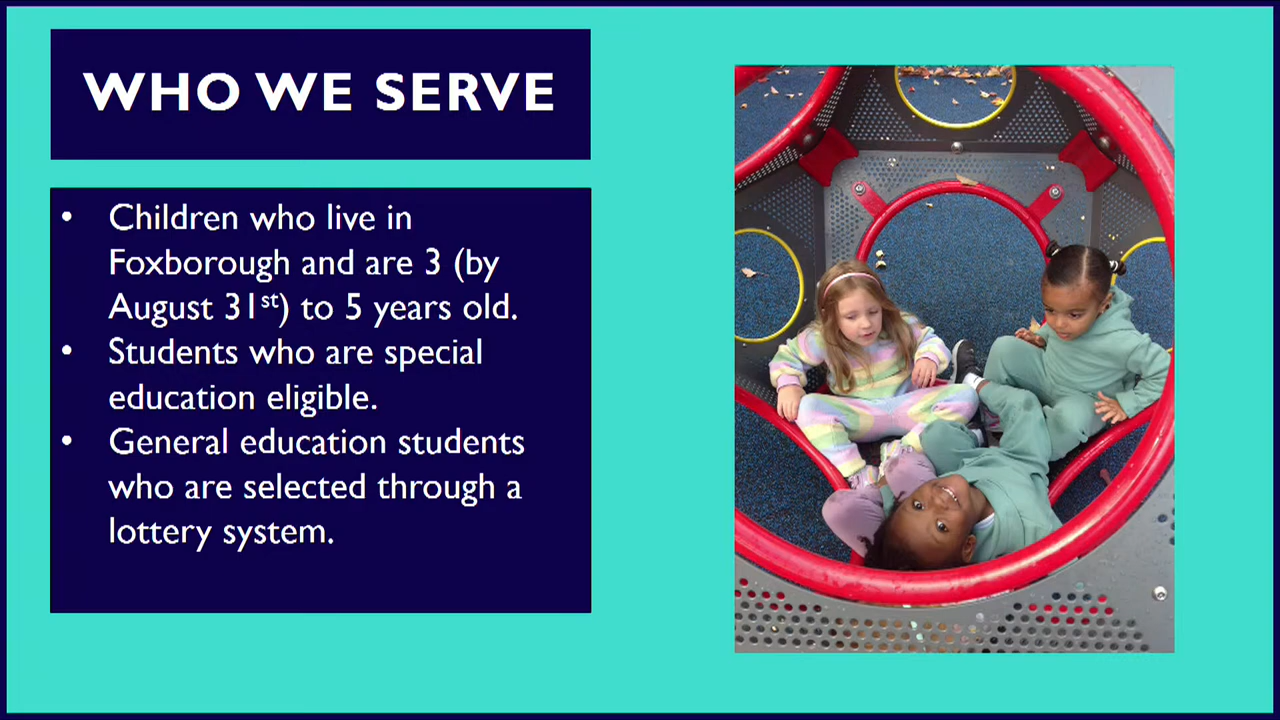 WHO WE SERVE
• Children who live in
Foxborough and are 3 (by
August 31st) to 5 years old.
• Students who are special
education eligible.
• General education students
who are selected through a
lottery system.